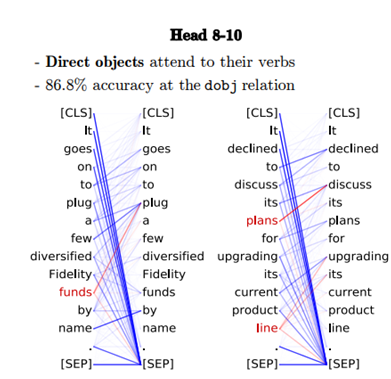 Head 8-10
- Direct objects attend to their verbs
- 86.8% accuracy at the dobj relation
[CLS] [CLS] [CLS] [CLS]
It It It It
goes goes declined declined
on on to to
to to discuss discuss
plug plug its its
a a plans plans
few few for for
diversified diversified upgrading upgrading
Fidelity Fidelity its its
funds funds current current
by by product product
name name line line
. . . .
[SEP] [SEP] [SEP] [SEP]